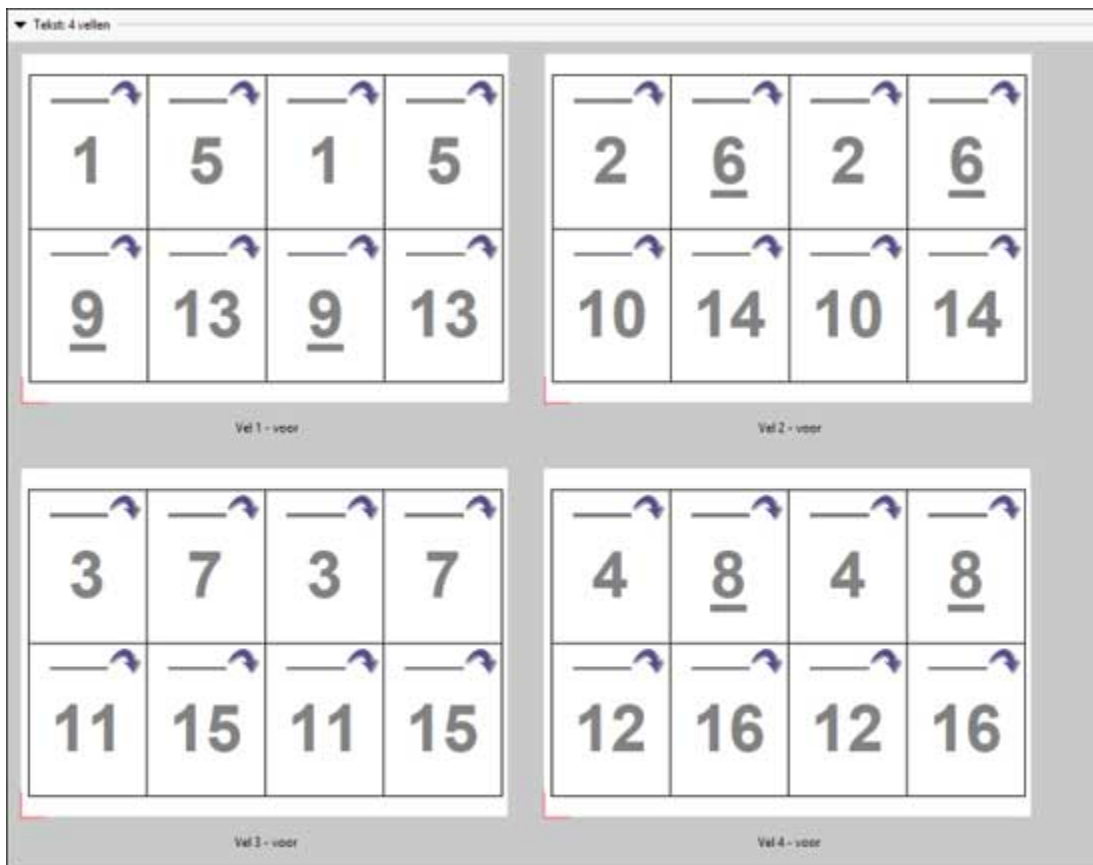 Tekst: 4 vellen
1 5 1 5
9 13 9 13
Vel 1 - voor
2 6 2 6
10 14 10 14
Vel 2 - voor
3 7 3 7
11 15 11 15
Vel 3 - voor
4 8 4 8
12 16 12 16
Vel 4 - voor